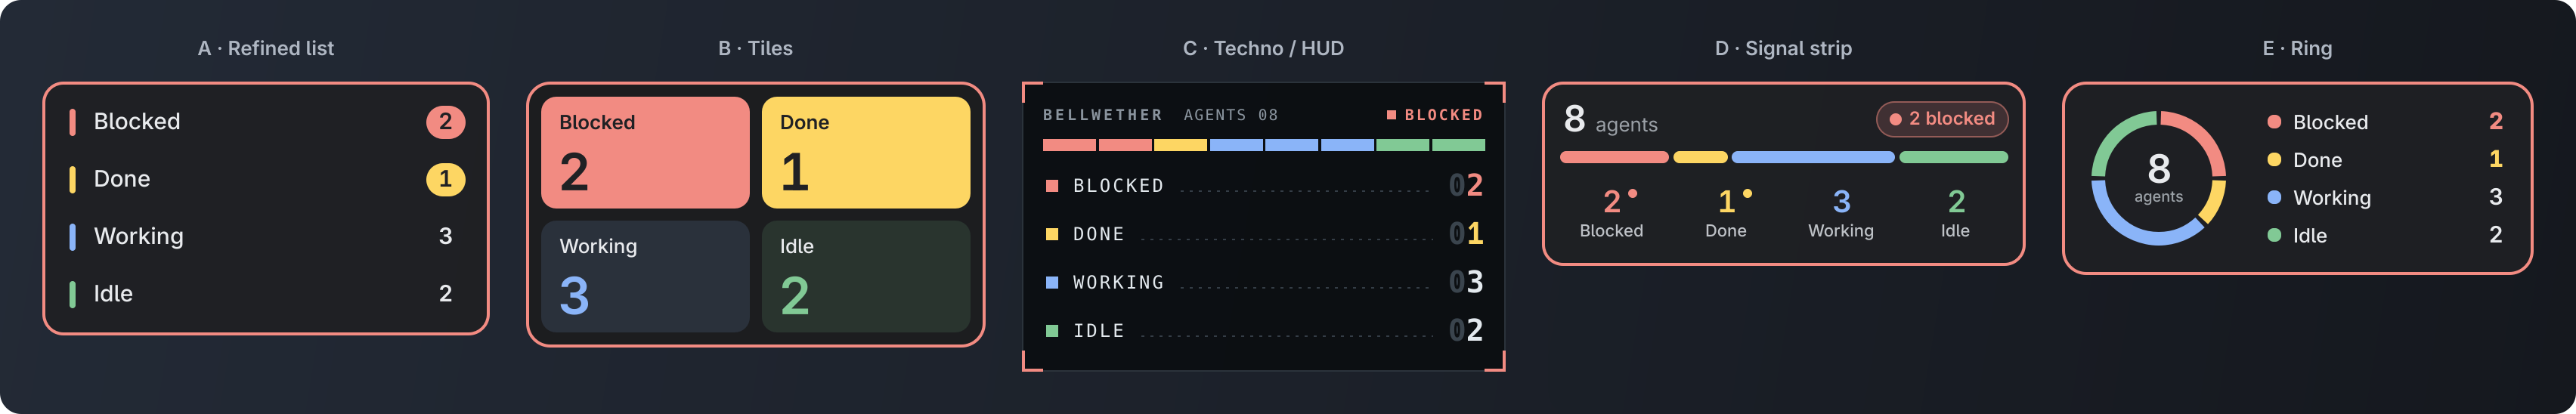 A · Refined list
Blocked 2
Done 1
Working 3
Idle 2
B · Tiles
Blocked
2
Done
1
Working
3
Idle
2
C · Techno / HUD
BELLWETHER AGENTS 08 BLOCKED
BLOCKED 02
DONE 01
WORKING 03
IDLE 02
D · Signal strip
8 agents 2 blocked
2 1 3 2
Blocked Done Working Idle
E · Ring
8
agents
Blocked 2
Done 1
Working 3
Idle 2